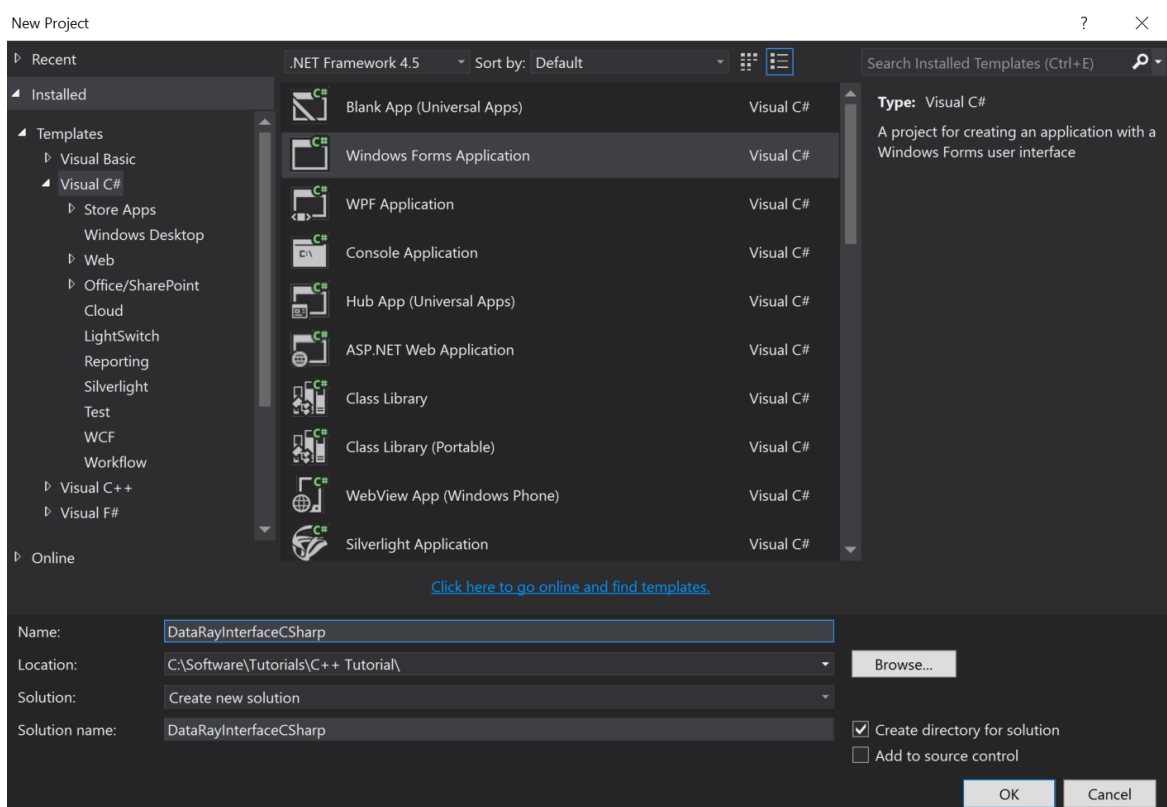 New Project
?
Recent
.NET Framework 4.5
Sort by:
Default
Search Installed Templates (Ctrl+E)
Installed
Templates
Visual Basic
Visual C#
Store Apps
Windows Desktop
Web
Office/SharePoint
Cloud
LightSwitch
Reporting
Silverlight
Test
WCF
Workflow
Visual C++
Visual F#
Online
C# Blank App (Universal Apps) Visual C#
C# Windows Forms Application Visual C#
C# WPF Application Visual C#
C# C:\ Console Application Visual C#
C# Hub App (Universal Apps) Visual C#
C# ASP.NET Web Application Visual C#
C# Class Library Visual C#
C# Class Library (Portable) Visual C#
C# WebView App (Windows Phone) Visual C#
C# Silverlight Application Visual C#
Type: Visual C#
A project for creating an application with a
Windows Forms user interface
Click here to go online and find templates.
Name: DataRayInterfaceCSharp
Location: C:\Software\Tutorials\C++ Tutorial\ Browse...
Solution: Create new solution
Solution name: DataRayInterfaceCSharp
Create directory for solution
Add to source control
OK Cancel